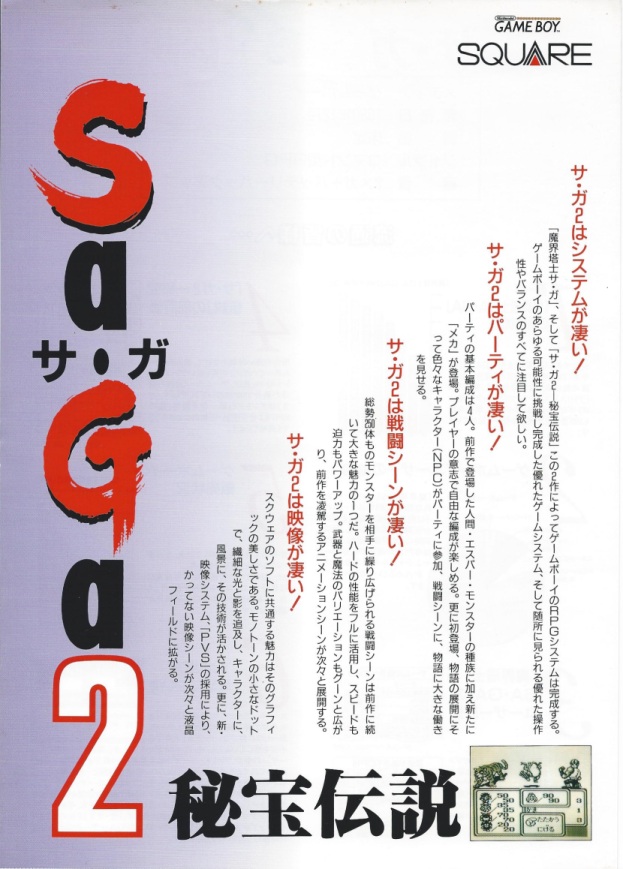 Nintendo
GAME BOY
SQUARE
SaGa2
サ・ガ
秘宝伝説
サ・ガ2はシステムが凄い!
「魔界塔士サ・ガ」、そして「サ・ガ2―秘宝伝説」この2作によってゲームボーイのRPGシステムは完成する。
ゲームボーイのあらゆる可能性に挑戦し完成した優れたゲームシステム、そして随所に見られる優れた操作
性やバランスのすべてに注目して欲しい。
サ・ガ2はパーティが凄い!
パーティの基本編成は4人。前作で登場した人間・エスパー・モンスターの種族に加え新たに
「メカ」が登場。プレイヤーの意志で自由な編成が楽しめる。更に初登場、物語の展開にそ
って色々なキャラクター(NPC)がパーティに参加、戦闘シーンに、物語に大きな働き
を見せる。
サ・ガ2は戦闘シーンが凄い!
総勢250体ものモンスターを相手に繰り広げられる戦闘シーンは前作に続
いて大きな魅力の一つだ。ハードの性能をフルに活用し、スピードも
迫力もパワーアップ。武器と魔法のバリエーションもグーンと広が
り、前作を凌駕するアニメーションシーンが次々と展開する。
サ・ガ2は映像が凄い!
スクウェアのソフトに共通する魅力はそのグラフィ
ックの美しさである。モノトーンの小さなドット
で、繊細な光と影を追及し、キャラクターに、
風景に、その技術が活かされる。更に、新・
映像システム、「PVS」の採用により、
かつてない映像シーンが次々と液晶
フィールドに拡がる。
たたかう
にげる